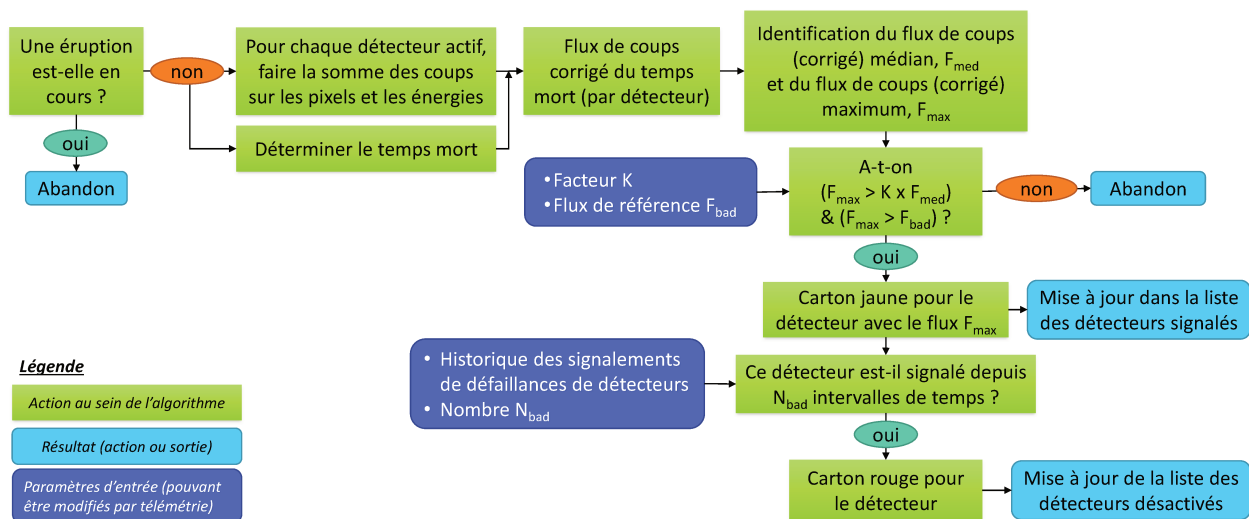 Une éruption
est-elle en
cours ?
non
oui
Abandon
Pour chaque détecteur actif,
faire la somme des coups
sur les pixels et les énergies
Déterminer le temps mort
Flux de coups
corrigé du temps
mort (par détecteur)
Identification du flux de coups
(corrigé) médian, Fmed
et du flux de coups (corrigé)
maximum, Fmax
• Facteur K
• Flux de référence Fbad
A-t-on
(Fmax > K x Fmed)
& (Fmax > Fbad) ?
non
Abandon
oui
Carton jaune pour le
détecteur avec le flux Fmax
Mise à jour dans la liste
des détecteurs signalés
• Historique des signalements
de défaillances de détecteurs
• Nombre Nbad
Ce détecteur est-il signalé depuis
Nbad intervalles de temps ?
oui
Carton rouge pour
le détecteur
Mise à jour de la liste des
détecteurs désactivés
Légende
Action au sein de l'algorithme
Résultat (action ou sortie)
Paramètres d'entrée (pouvant
être modifiés par télémétrie)